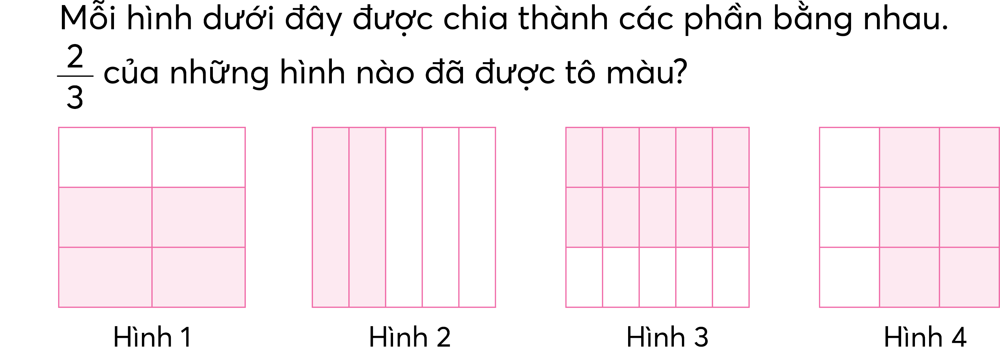 Mỗi hình dưới đây được chia thành các phần bằng nhau.
2/3 của những hình nào đã được tô màu?
Hình 1 Hình 2 Hình 3 Hình 4